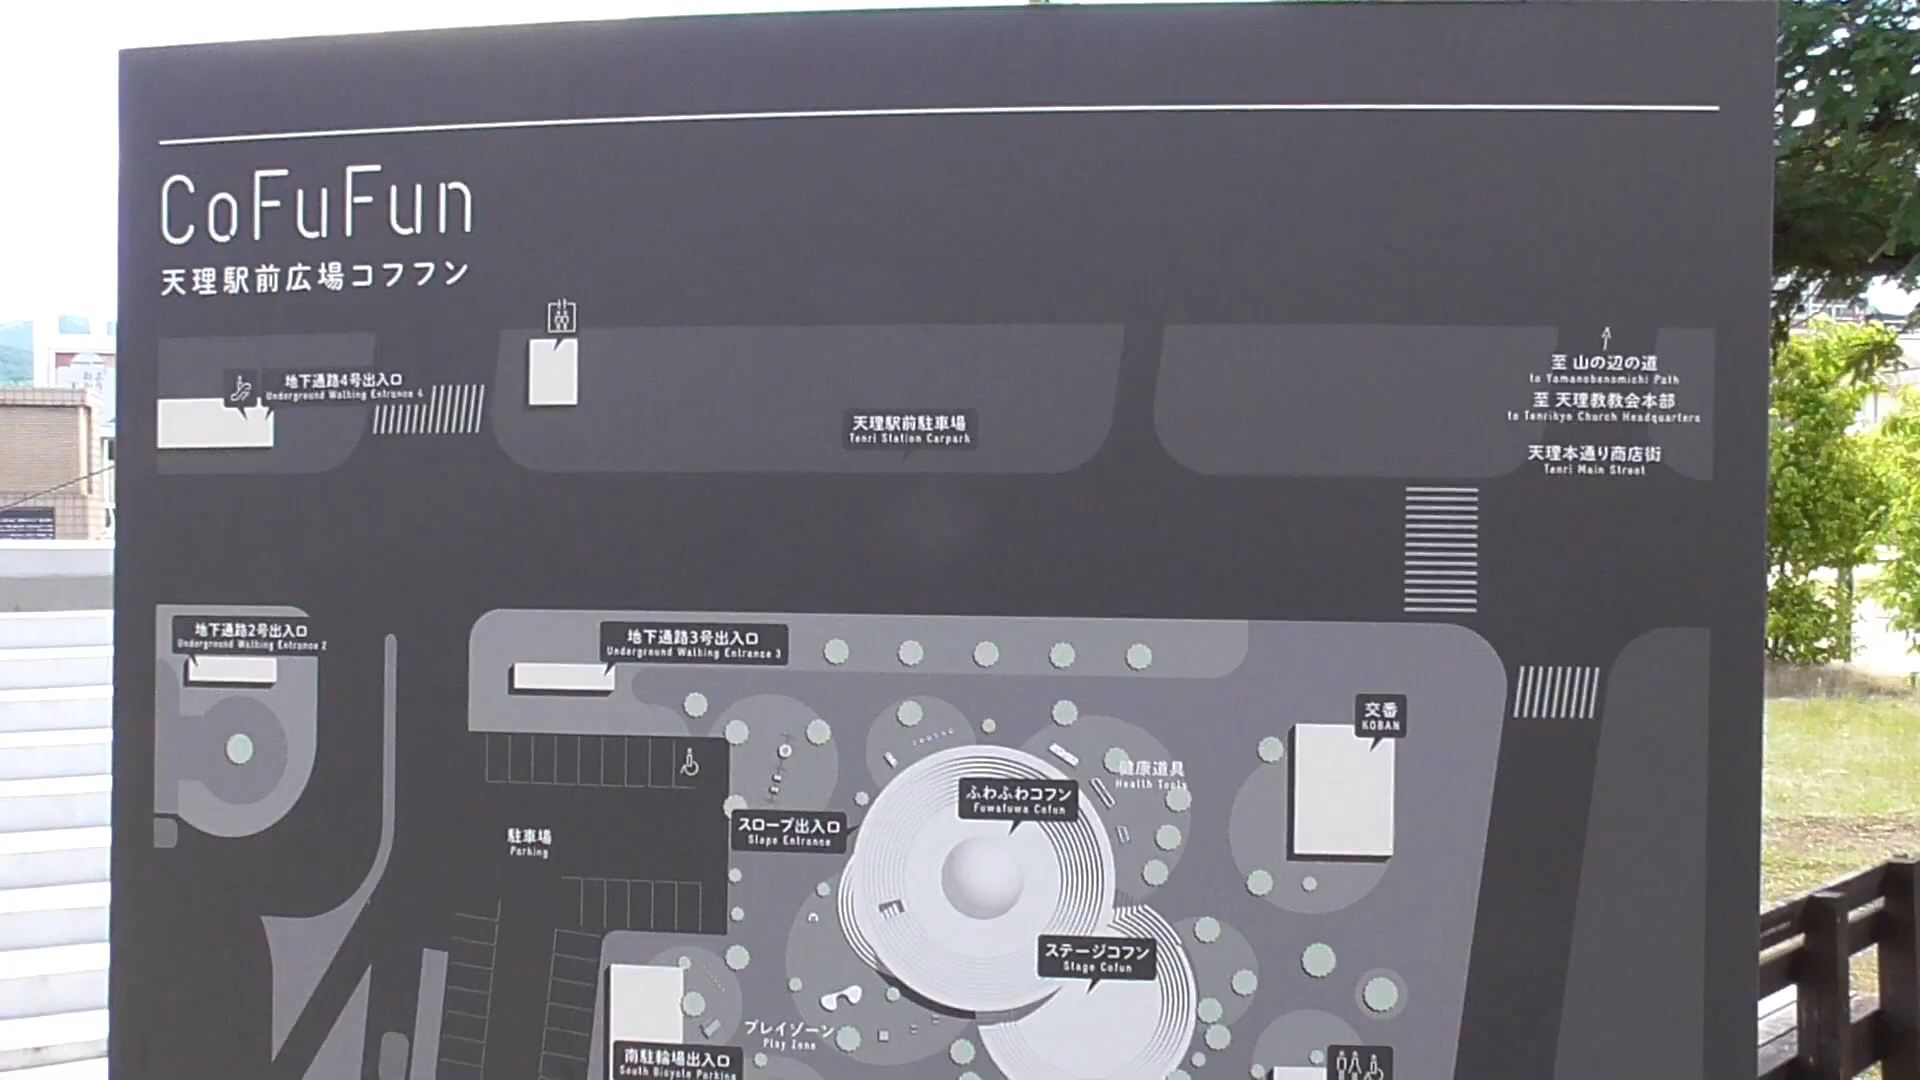 CoFuFun
天理駅前広場コフフン
地下通路4号出入口
Underground Walking Entrance 4
天理駅前駐車場
Tenri Station Carpark
至 山の辺の道
to Yamanobenomichi Path
至 天理教教会本部
to Tenrikyo Church Headquarters
天理本通り商店街
Tenri Main Street
地下通路2号出入口
Underground Walking Entrance 2
地下通路3号出入口
Underground Walking Entrance 3
交番
KOBAN
健康道具
Health Tools
ふわふわコフン
Fuwafuwa Cofun
スロープ出入口
Slope Entrance
駐車場
Parking
ステージコフン
Stage Cofun
プレイゾーン
Play Zone
南駐輪場出入口
South Bicycle Parking